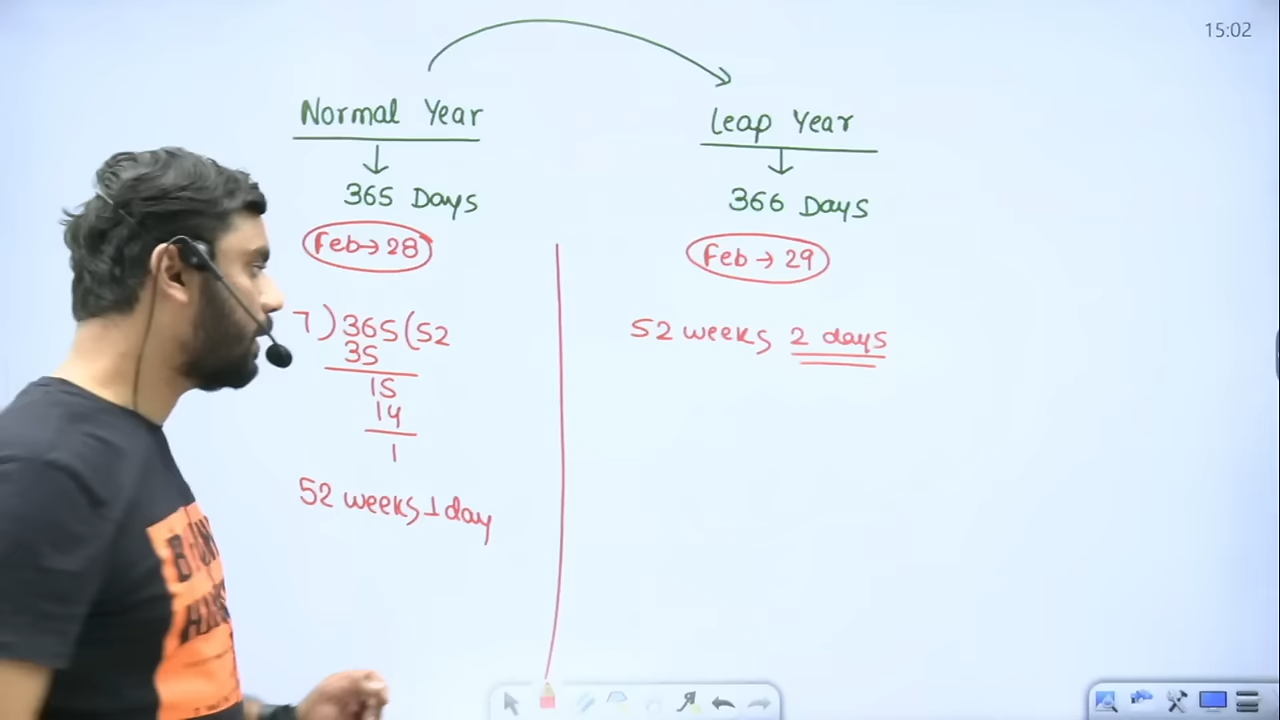 15:02
Normal Year
365 Days
Feb → 28
7 ) 365 ( 52
35
15
14
1
52 weeks, 1 day
Leap Year
366 Days
Feb → 29
52 weeks, 2 days